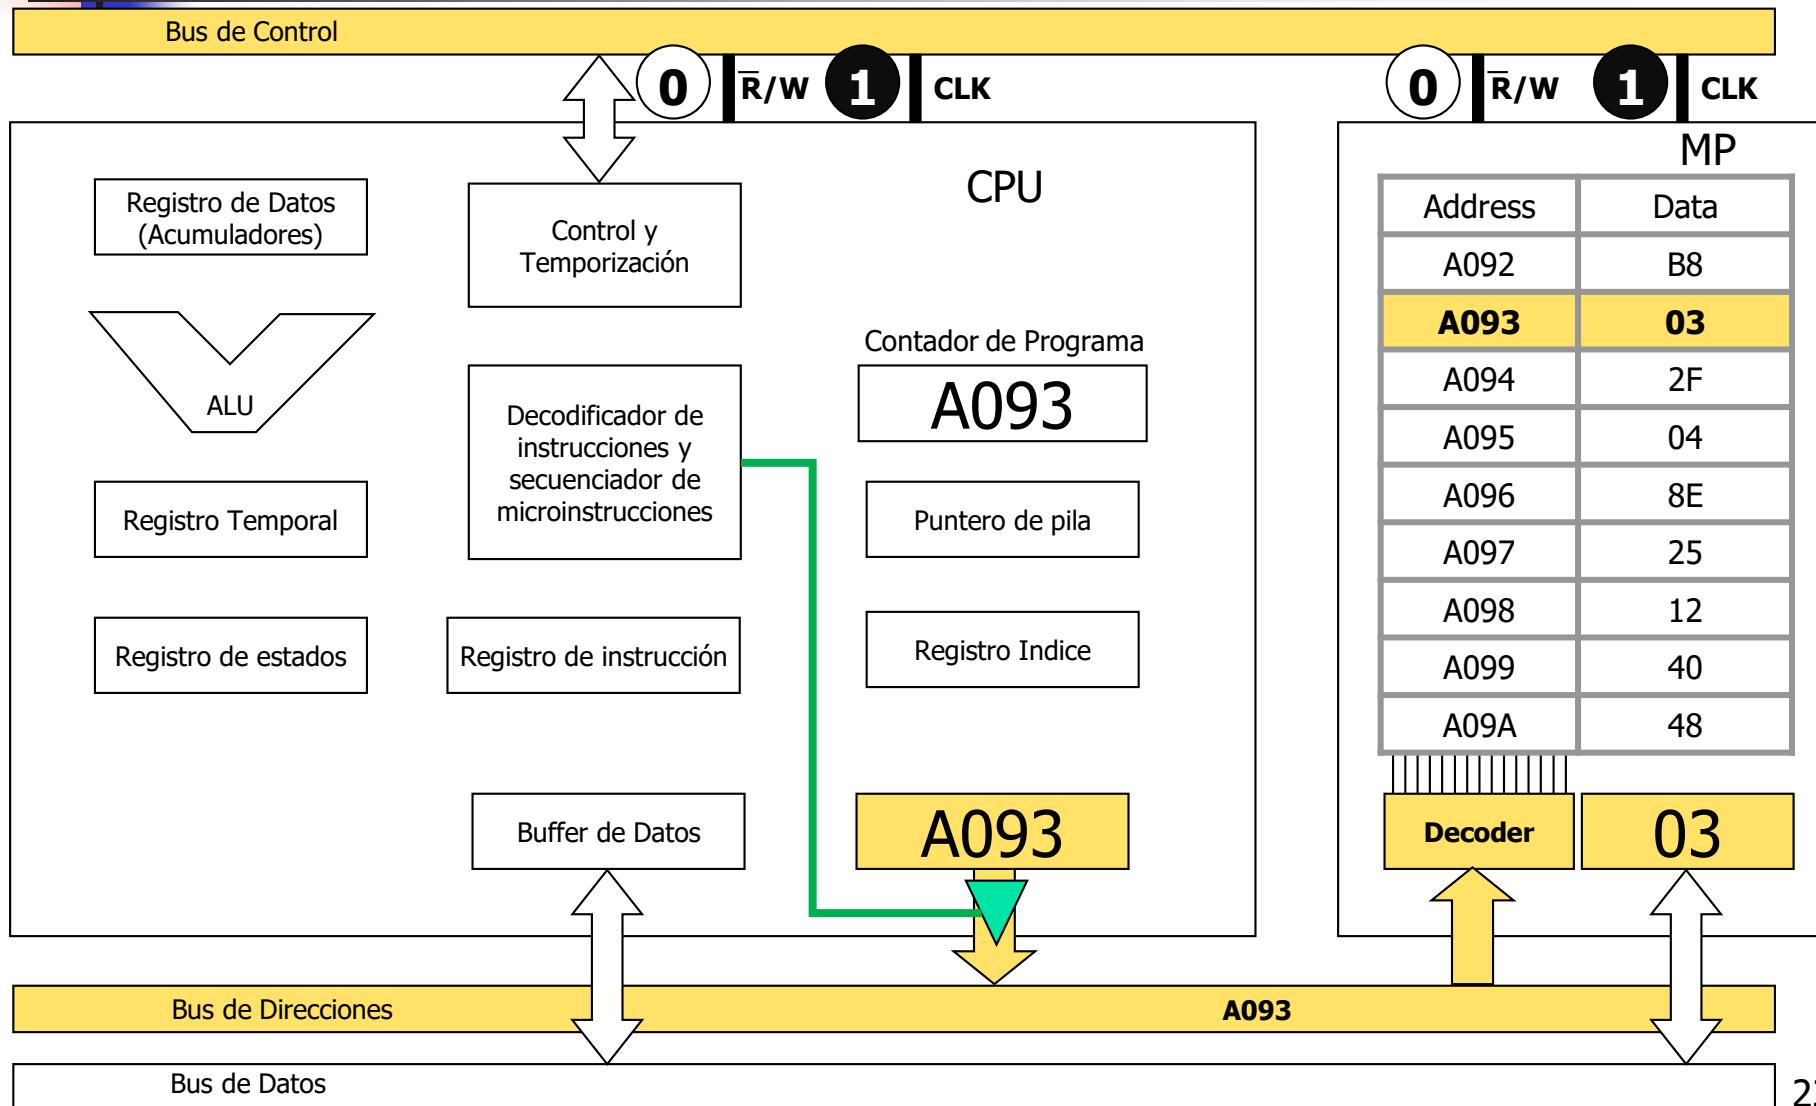 Bus de Control
0 R̅/W 1 CLK
0 R̅/W 1 CLK
CPU
Registro de Datos
(Acumuladores)
Control y
Temporización
ALU
Decodificador de
instrucciones y
secuenciador de
microinstrucciones
Contador de Programa
A093
Registro Temporal
Puntero de pila
Registro de estados
Registro de instrucción
Registro Indice
Buffer de Datos
A093
MP
Address Data
A092 B8
A093 03
A094 2F
A095 04
A096 8E
A097 25
A098 12
A099 40
A09A 48
Decoder 03
Bus de Direcciones A093
Bus de Datos